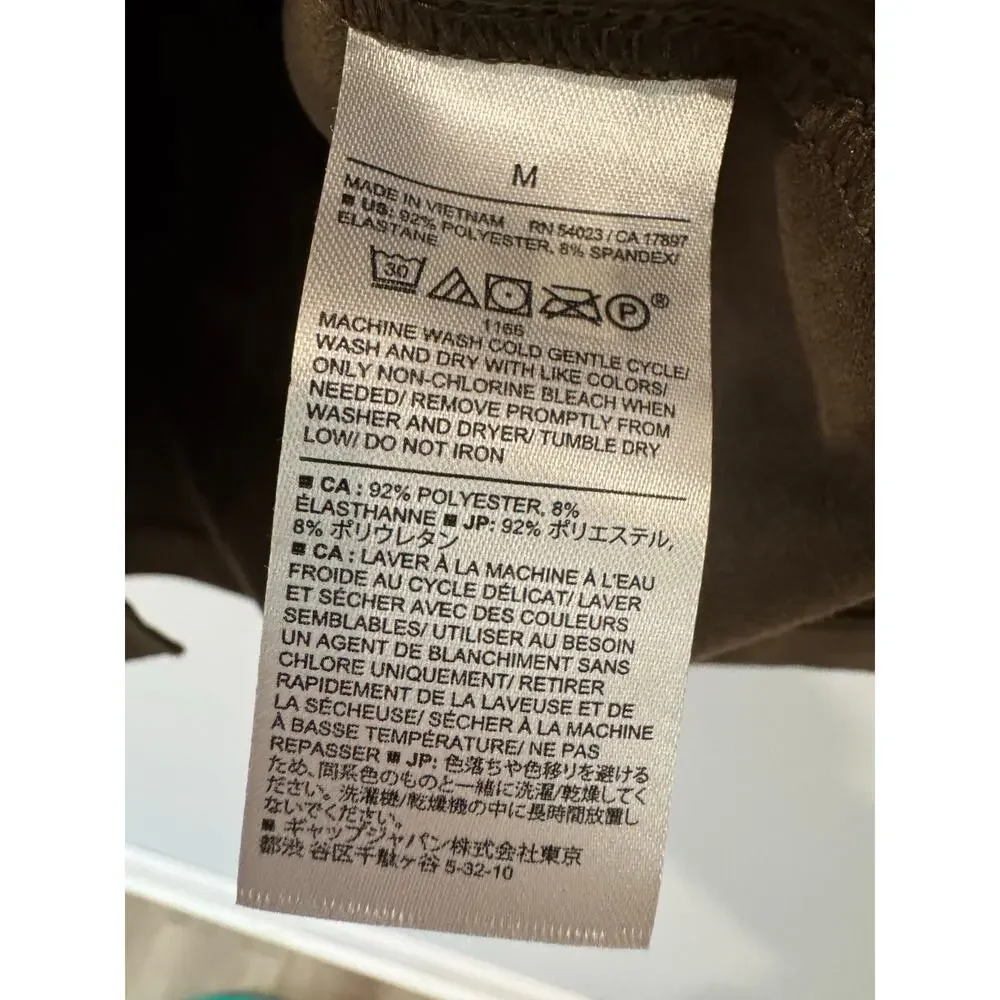 M
MADE IN VIETNAM RN 54023 / CA 17897
■ US: 92% POLYESTER, 8% SPANDEX/
ELASTANE
30 P®
1166
MACHINE WASH COLD GENTLE CYCLE/
WASH AND DRY WITH LIKE COLORS/
ONLY NON-CHLORINE BLEACH WHEN
NEEDED/ REMOVE PROMPTLY FROM
WASHER AND DRYER/ TUMBLE DRY
LOW/ DO NOT IRON
■ CA : 92% POLYESTER, 8%
ÉLASTHANNE ■ JP: 92% ポリエステル,
8% ポリウレタン
■ CA : LAVER À LA MACHINE À L'EAU
FROIDE AU CYCLE DÉLICAT/ LAVER
ET SÉCHER AVEC DES COULEURS
SEMBLABLES/ UTILISER AU BESOIN
UN AGENT DE BLANCHIMENT SANS
CHLORE UNIQUEMENT/ RETIRER
RAPIDEMENT DE LA LAVEUSE ET DE
LA SÉCHEUSE/ SÉCHER À LA MACHINE
À BASSE TEMPÉRATURE/ NE PAS
REPASSER ■ JP: 色落ちや色移りを避ける
ため、同系色のものと一緒に洗濯/乾燥してく
ださい。洗濯機/乾燥機の中に長時間放置し
ないでください。
■ ギャップジャパン株式会社東京
都渋 谷区千駄ヶ谷 5-32-10